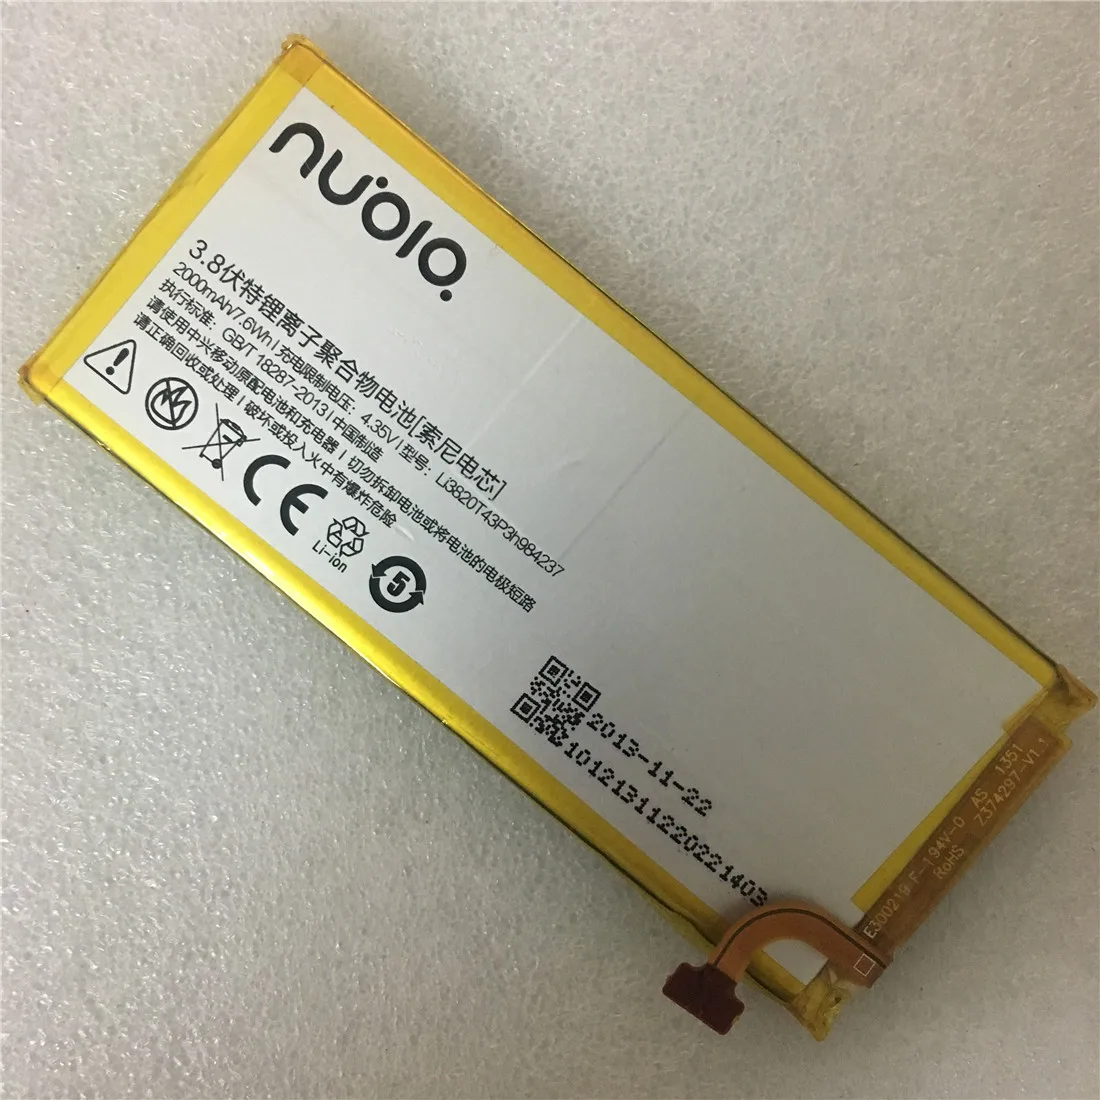 nubia
3.8伏特锂离子聚合物电池[索尼电芯]
2000mAh/7.6Wh | 充电限制电压: 4.35V | 型号: Li3820T43P3h984237
执行标准: GB/T 18287-2013 | 中国制造
请使用中兴移动原配电池和充电器 | 切勿拆卸电池或将电池的电极短路
请正确回收或处理 | 破坏或投入火中有爆炸危险
CE
Li-ion
5
2013-11-22
10121311220221403
E300219 F-1 94V-0 AS 1351
RoHS Z374297-V1.1